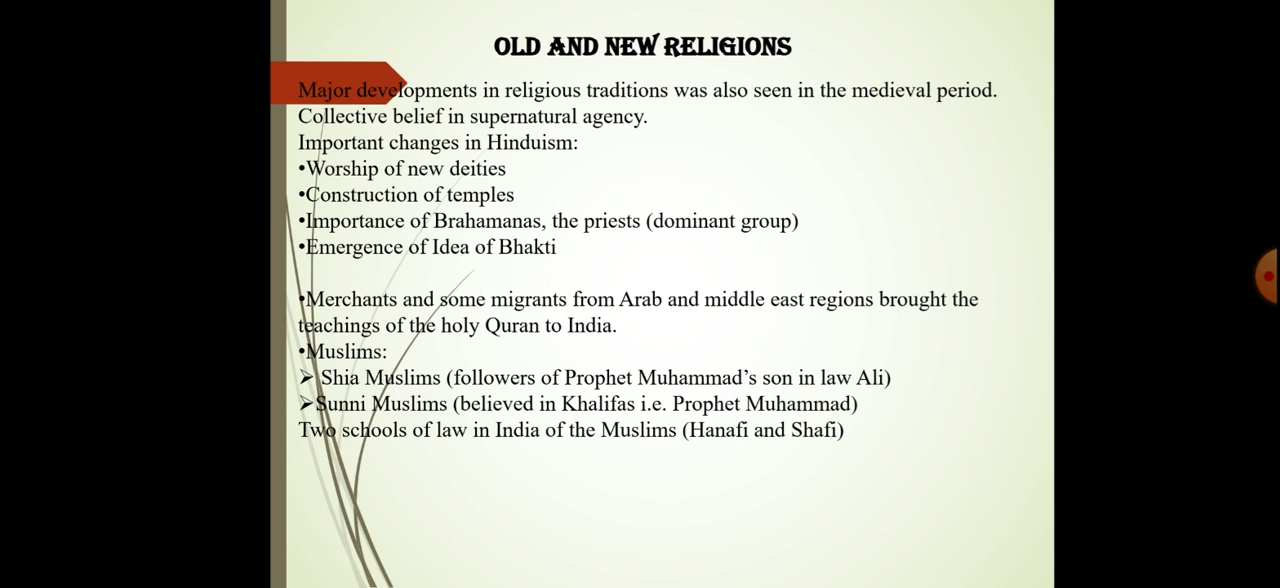 OLD AND NEW RELIGIONS
Major developments in religious traditions was also seen in the medieval period.
Collective belief in supernatural agency.
Important changes in Hinduism:
•Worship of new deities
•Construction of temples
•Importance of Brahamanas, the priests (dominant group)
•Emergence of Idea of Bhakti
•Merchants and some migrants from Arab and middle east regions brought the
teachings of the holy Quran to India.
•Muslims:
➢ Shia Muslims (followers of Prophet Muhammad’s son in law Ali)
➢Sunni Muslims (believed in Khalifas i.e. Prophet Muhammad)
Two schools of law in India of the Muslims (Hanafi and Shafi)